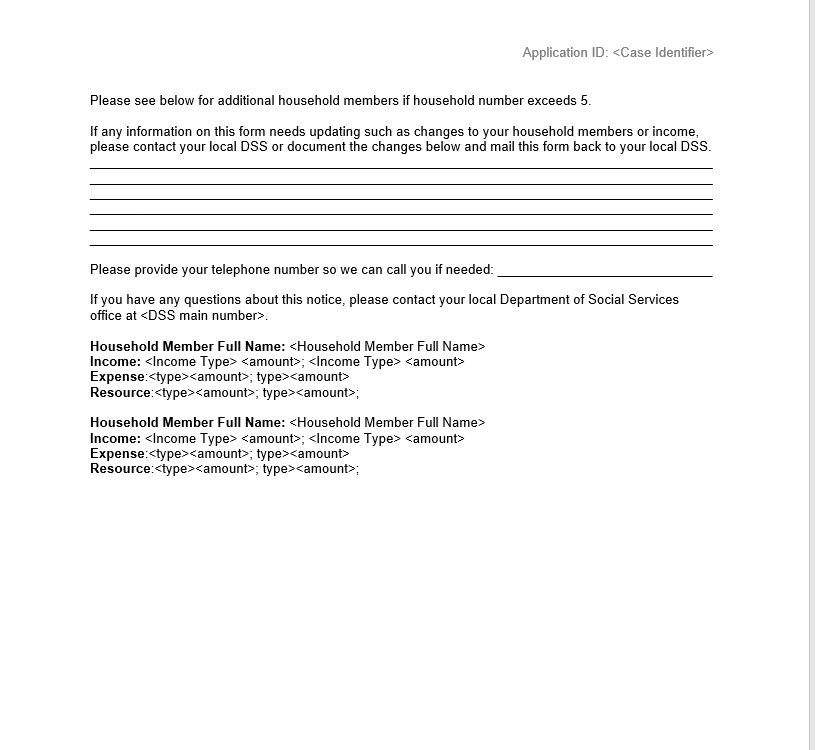 Application ID: <Case Identifier>
Please see below for additional household members if household number exceeds 5.
If any information on this form needs updating such as changes to your household members or income,
please contact your local DSS or document the changes below and mail this form back to your local DSS.
Please provide your telephone number so we can call you if needed:
If you have any questions about this notice, please contact your local Department of Social Services
office at <DSS main number>.
Household Member Full Name: <Household Member Full Name>
Income: <Income Type> <amount>; <Income Type> <amount>
Expense:<type><amount>; type><amount>
Resource:<type><amount>; type><amount>;
Household Member Full Name: <Household Member Full Name>
Income: <Income Type> <amount>; <Income Type> <amount>
Expense:<type><amount>; type><amount>
Resource:<type><amount>; type><amount>;